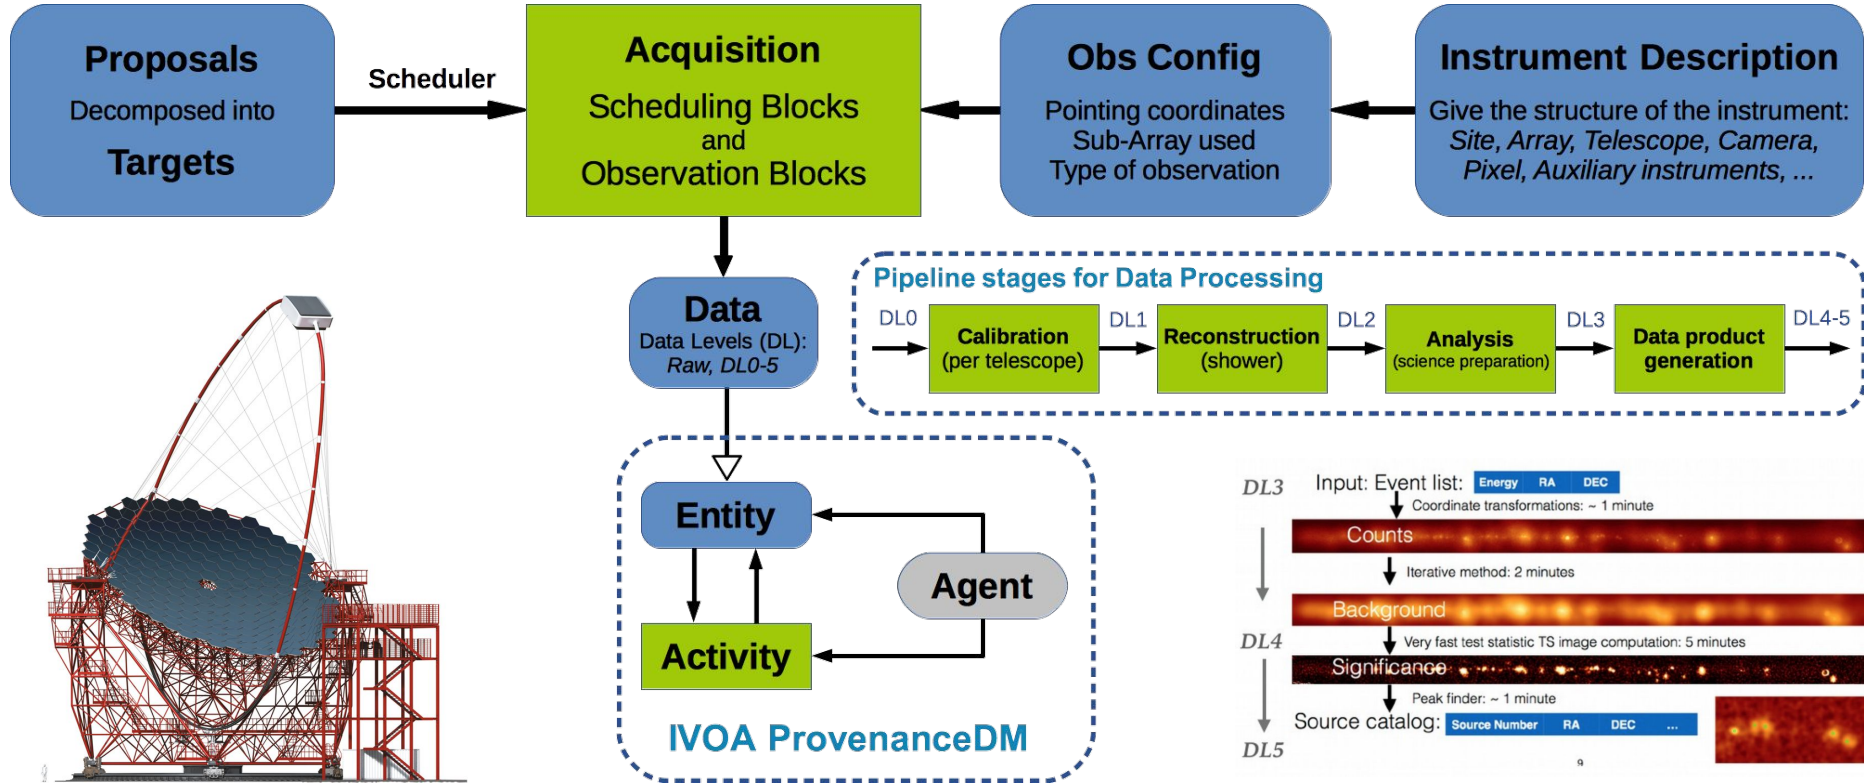 Proposals
Decomposed into
Targets
Scheduler
Acquisition
Scheduling Blocks
and
Observation Blocks
Obs Config
Pointing coordinates
Sub-Array used
Type of observation
Instrument Description
Give the structure of the instrument:
Site, Array, Telescope, Camera,
Pixel, Auxiliary instruments, ...
Data
Data Levels (DL):
Raw, DL0-5
Pipeline stages for Data Processing
DL0
Calibration
(per telescope)
DL1
Reconstruction
(shower)
DL2
Analysis
(science preparation)
DL3
Data product
generation
DL4-5
Entity
Agent
Activity
IVOA ProvenanceDM
DL3
Input: Event list: Energy RA DEC
Coordinate transformations: ~ 1 minute
Counts
Iterative method: 2 minutes
Background
DL4
Very fast test statistic TS image computation: 5 minutes
Significance
Peak finder: ~ 1 minute
Source catalog: Source Number RA DEC ...
DL5
9